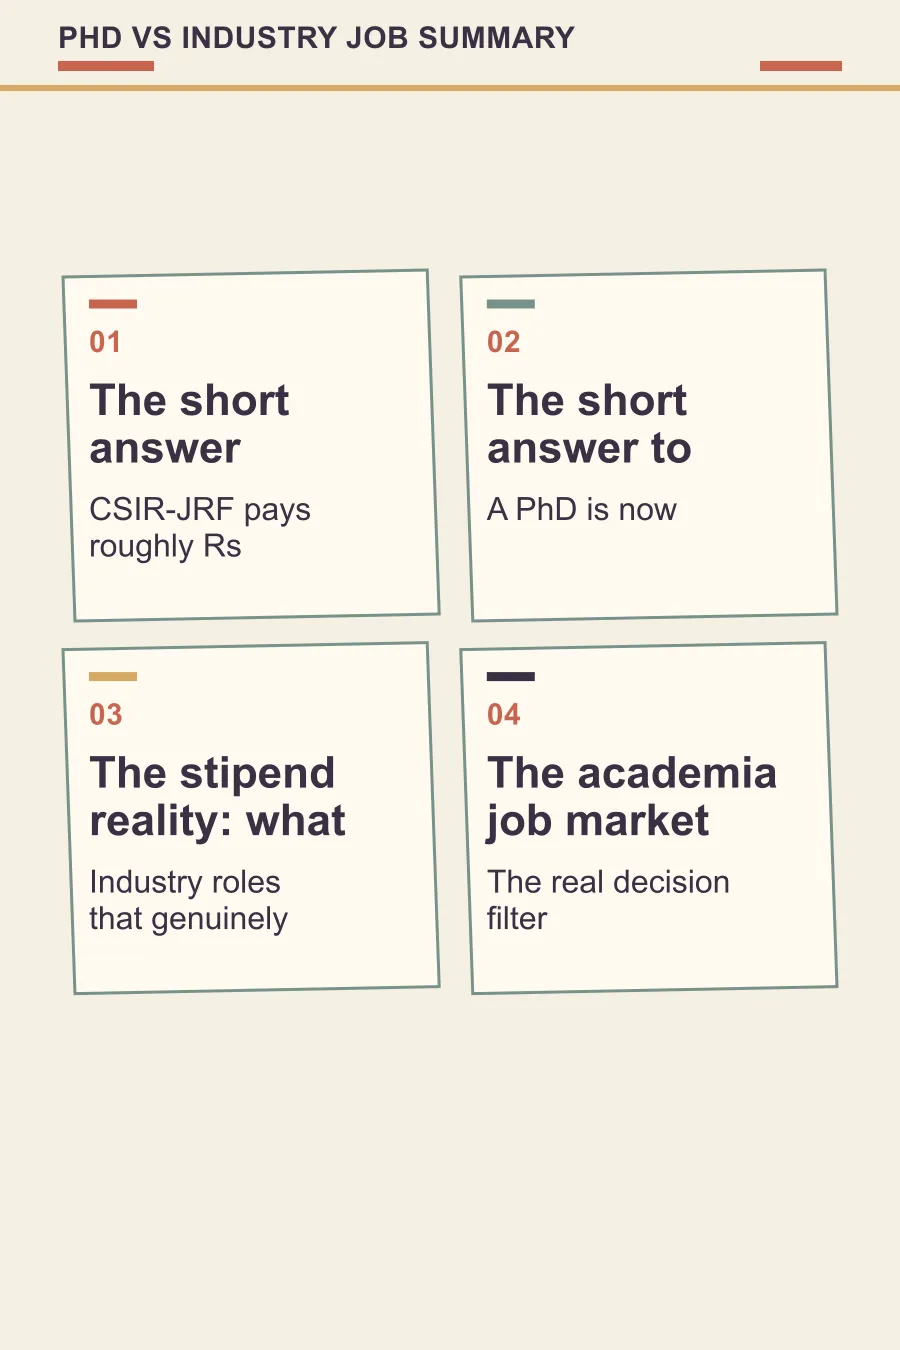 PHD VS INDUSTRY JOB SUMMARY
01
The short
answer
CSIR-JRF pays
roughly Rs
02
The short
answer to
A PhD is now
03
The stipend
reality: what
Industry roles
that genuinely
04
The academia
job market
The real decision
filter